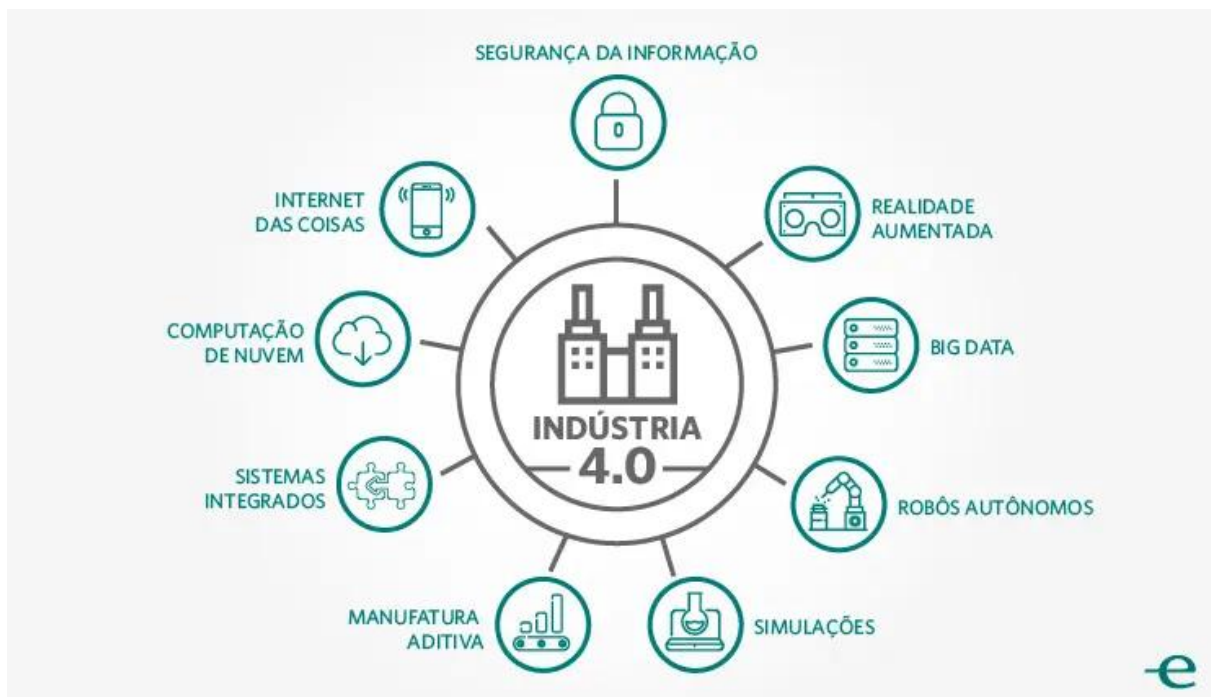 SEGURANÇA DA INFORMAÇÃO
INTERNET
DAS COISAS
REALIDADE
AUMENTADA
COMPUTAÇÃO
DE NUVEM
BIG DATA
INDÚSTRIA
4.0
SISTEMAS
INTEGRADOS
ROBÔS AUTÔNOMOS
MANUFATURA
ADITIVA
SIMULAÇÕES
e